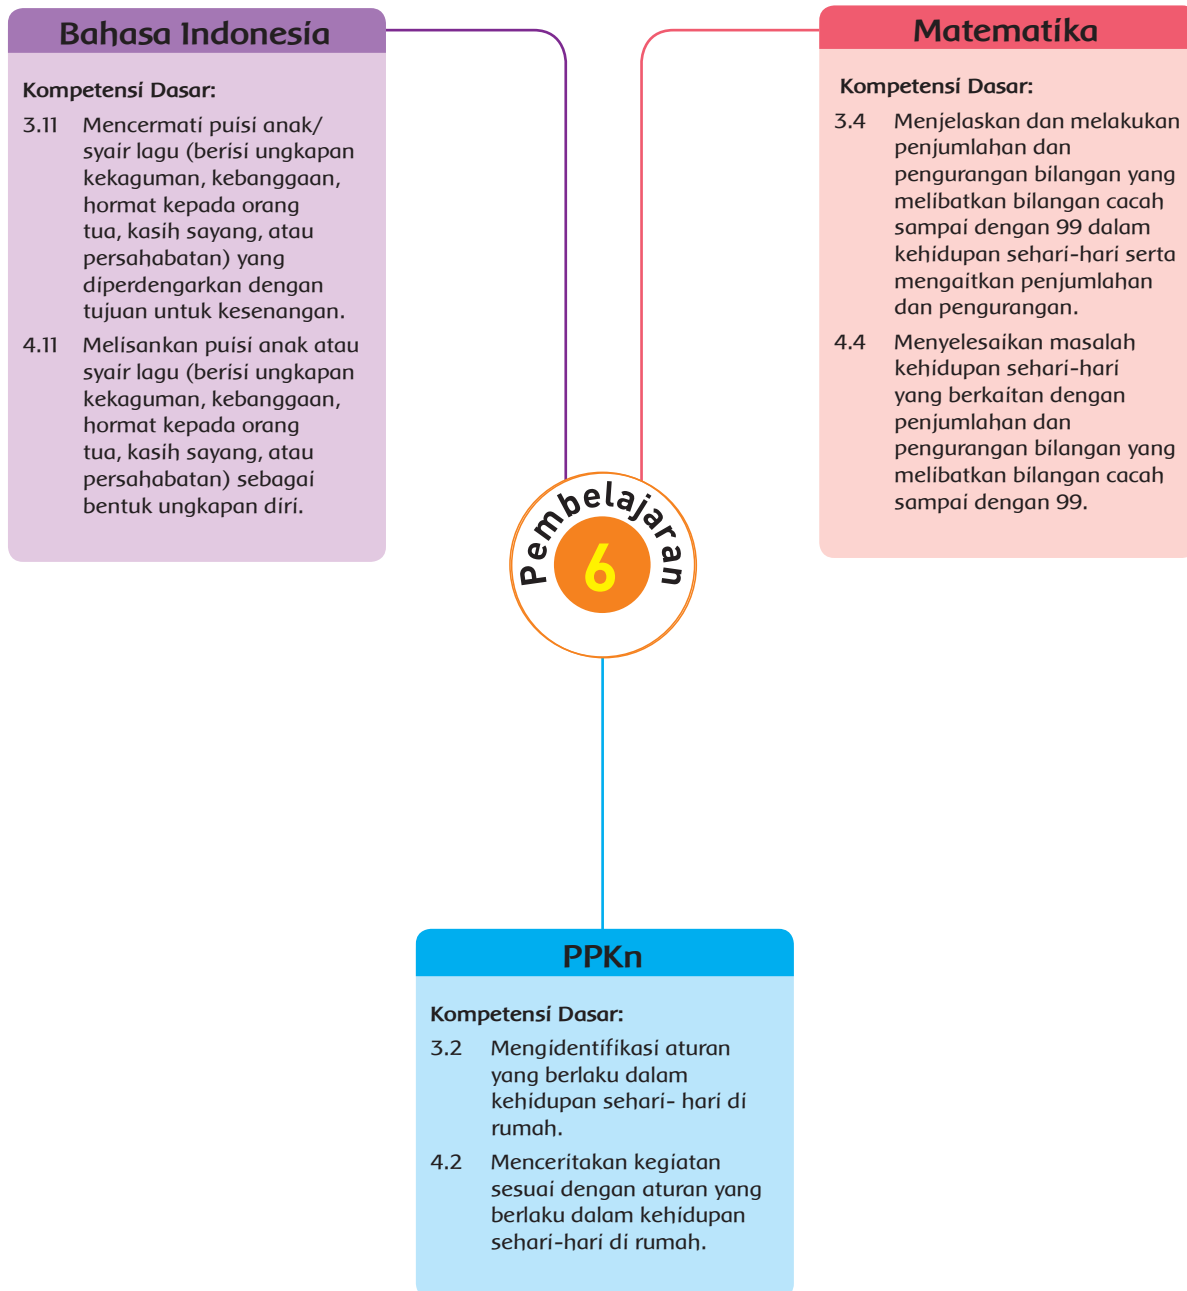 Bahasa Indonesia
Kompetensi Dasar:
3.11 Mencermati puisi anak/
syair lagu (berisi ungkapan
kekaguman, kebanggaan,
hormat kepada orang
tua, kasih sayang, atau
persahabatan) yang
diperdengarkan dengan
tujuan untuk kesenangan.
4.11 Melisankan puisi anak atau
syair lagu (berisi ungkapan
kekaguman, kebanggaan,
hormat kepada orang
tua, kasih sayang, atau
persahabatan) sebagai
bentuk ungkapan diri.
Matematika
Kompetensi Dasar:
3.4 Menjelaskan dan melakukan
penjumlahan dan
pengurangan bilangan yang
melibatkan bilangan cacah
sampai dengan 99 dalam
kehidupan sehari-hari serta
mengaitkan penjumlahan
dan pengurangan.
4.4 Menyelesaikan masalah
kehidupan sehari-hari
yang berkaitan dengan
penjumlahan dan
pengurangan bilangan yang
melibatkan bilangan cacah
sampai dengan 99.
Pembelajaran
6
PPKn
Kompetensi Dasar:
3.2 Mengidentifikasi aturan
yang berlaku dalam
kehidupan sehari- hari di
rumah.
4.2 Menceritakan kegiatan
sesuai dengan aturan yang
berlaku dalam kehidupan
sehari-hari di rumah.